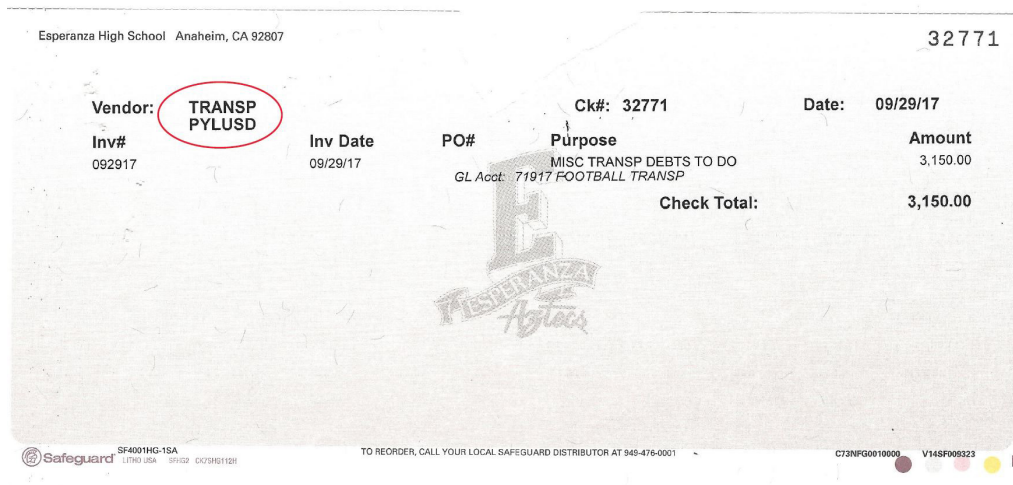 Esperanza High School Anaheim, CA 92807
32771
Vendor: TRANSP PYLUSD
Ck#: 32771
Date: 09/29/17
Inv# Inv Date PO# Purpose Amount
092917 09/29/17 MISC TRANSP DEBTS TO DO 3,150.00
GL Acct: 71917 FOOTBALL TRANSP
Check Total: 3,150.00
E
ESPERANZA
Aztecs
Safeguard SF4001HG-1SA
LITHO USA SFHG2 CK7SHG112H
TO REORDER, CALL YOUR LOCAL SAFEGUARD DISTRIBUTOR AT 949-476-0001
C73NFG0010000 V14SF009323